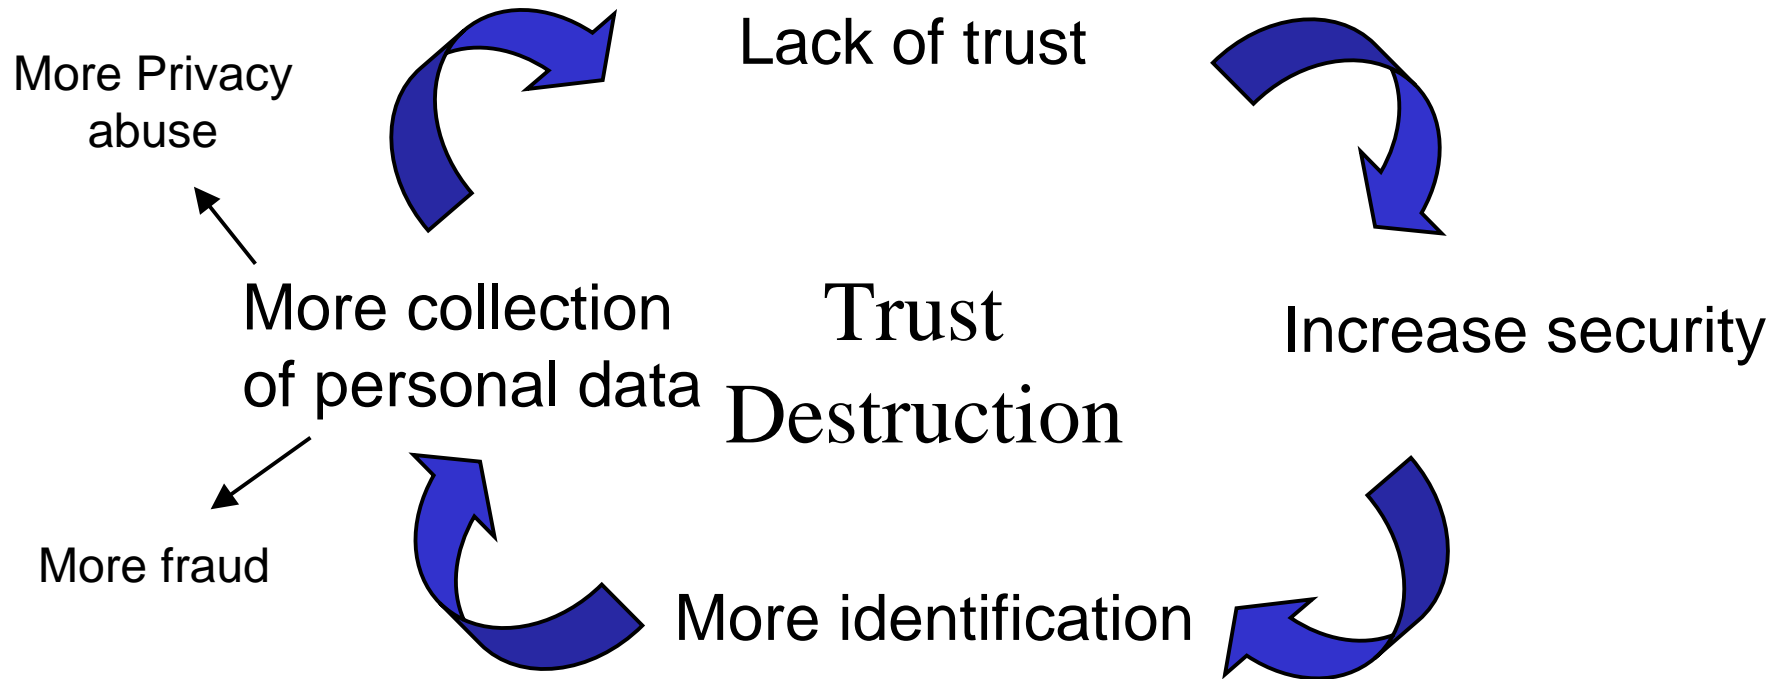 Lack of trust
More Privacy
abuse
More collection
of personal data
Trust
Destruction
Increase security
More fraud
More identification